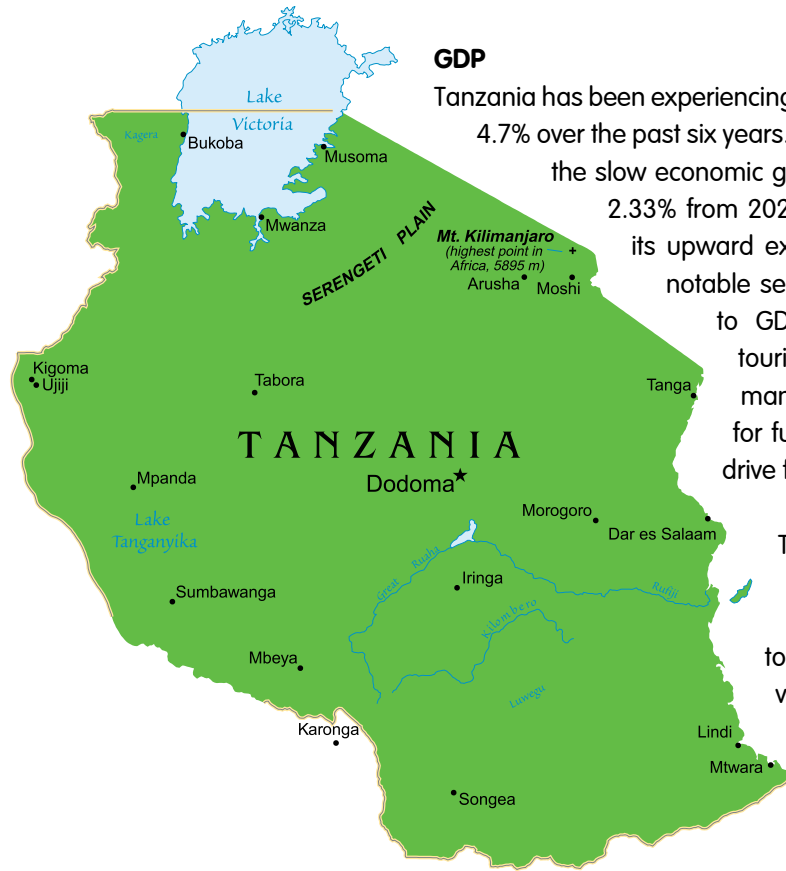 GDP
Tanzania has been experiencing
4.7% over the past six years.
the slow economic g
2.33% from 202
its upward ex
notable se
to GD
touri
man
for fu
drive f
T
to
v
Lake
Victoria
Kagera
Bukoba
Musoma
Mwanza
SERENGETI PLAIN
Mt. Kilimanjaro
(highest point in
Africa, 5895 m)
Arusha
Moshi
Kigoma
Ujiji
Tabora
Tanga
TANZANIA
Dodoma
Mpanda
Lake
Tanganyika
Morogoro
Dar es Salaam
Great Ruaha
Iringa
Rufiji
Sumbawanga
Kilombero
Mbeya
Luwegu
Karonga
Lindi
Mtwara
Songea